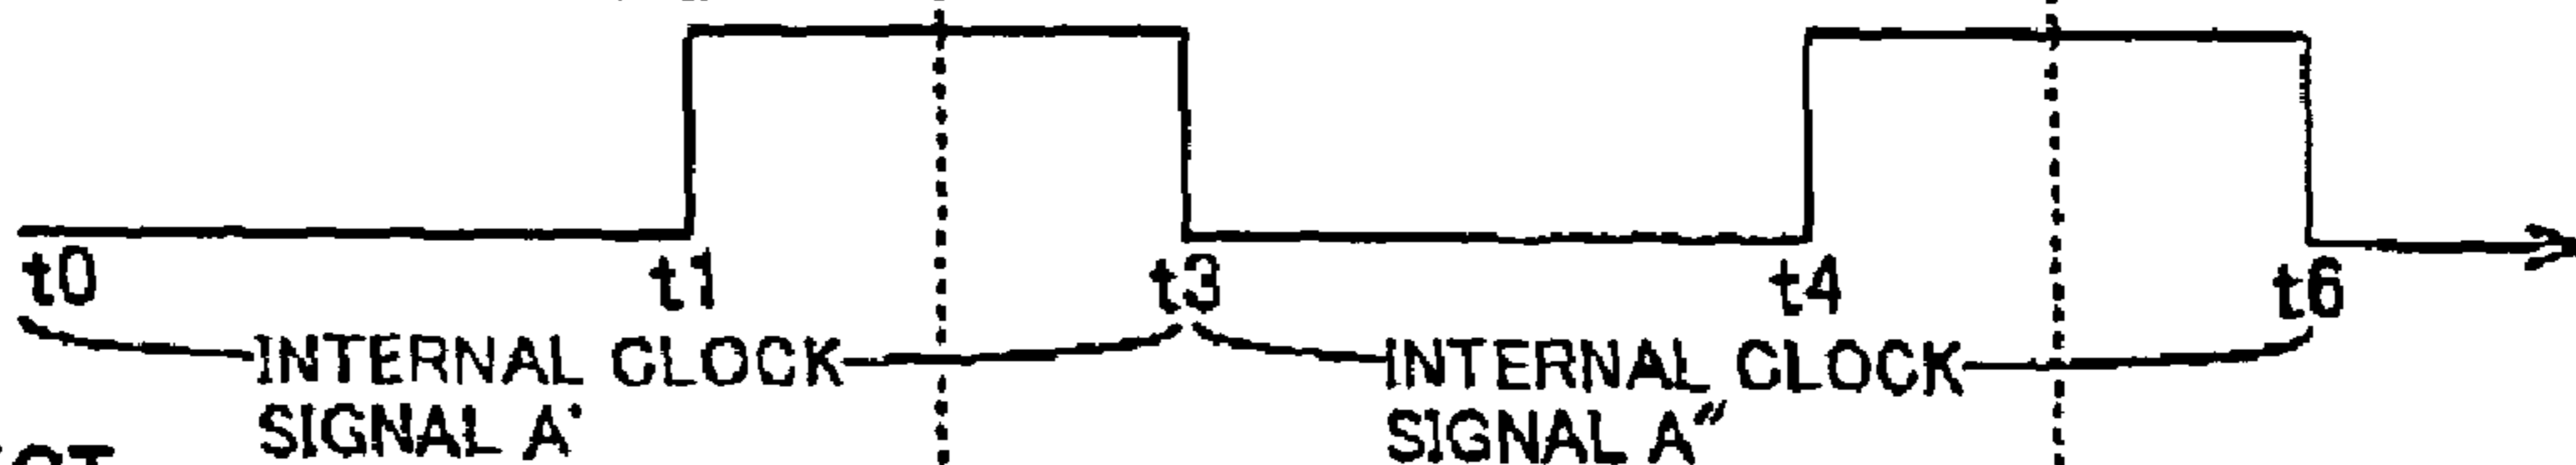 t0 t1 t3 t4 t6
INTERNAL CLOCK INTERNAL CLOCK
SIGNAL A' SIGNAL A"